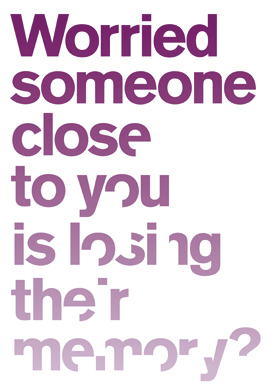 Worried
someone
close
to you
is losing
their
memory?